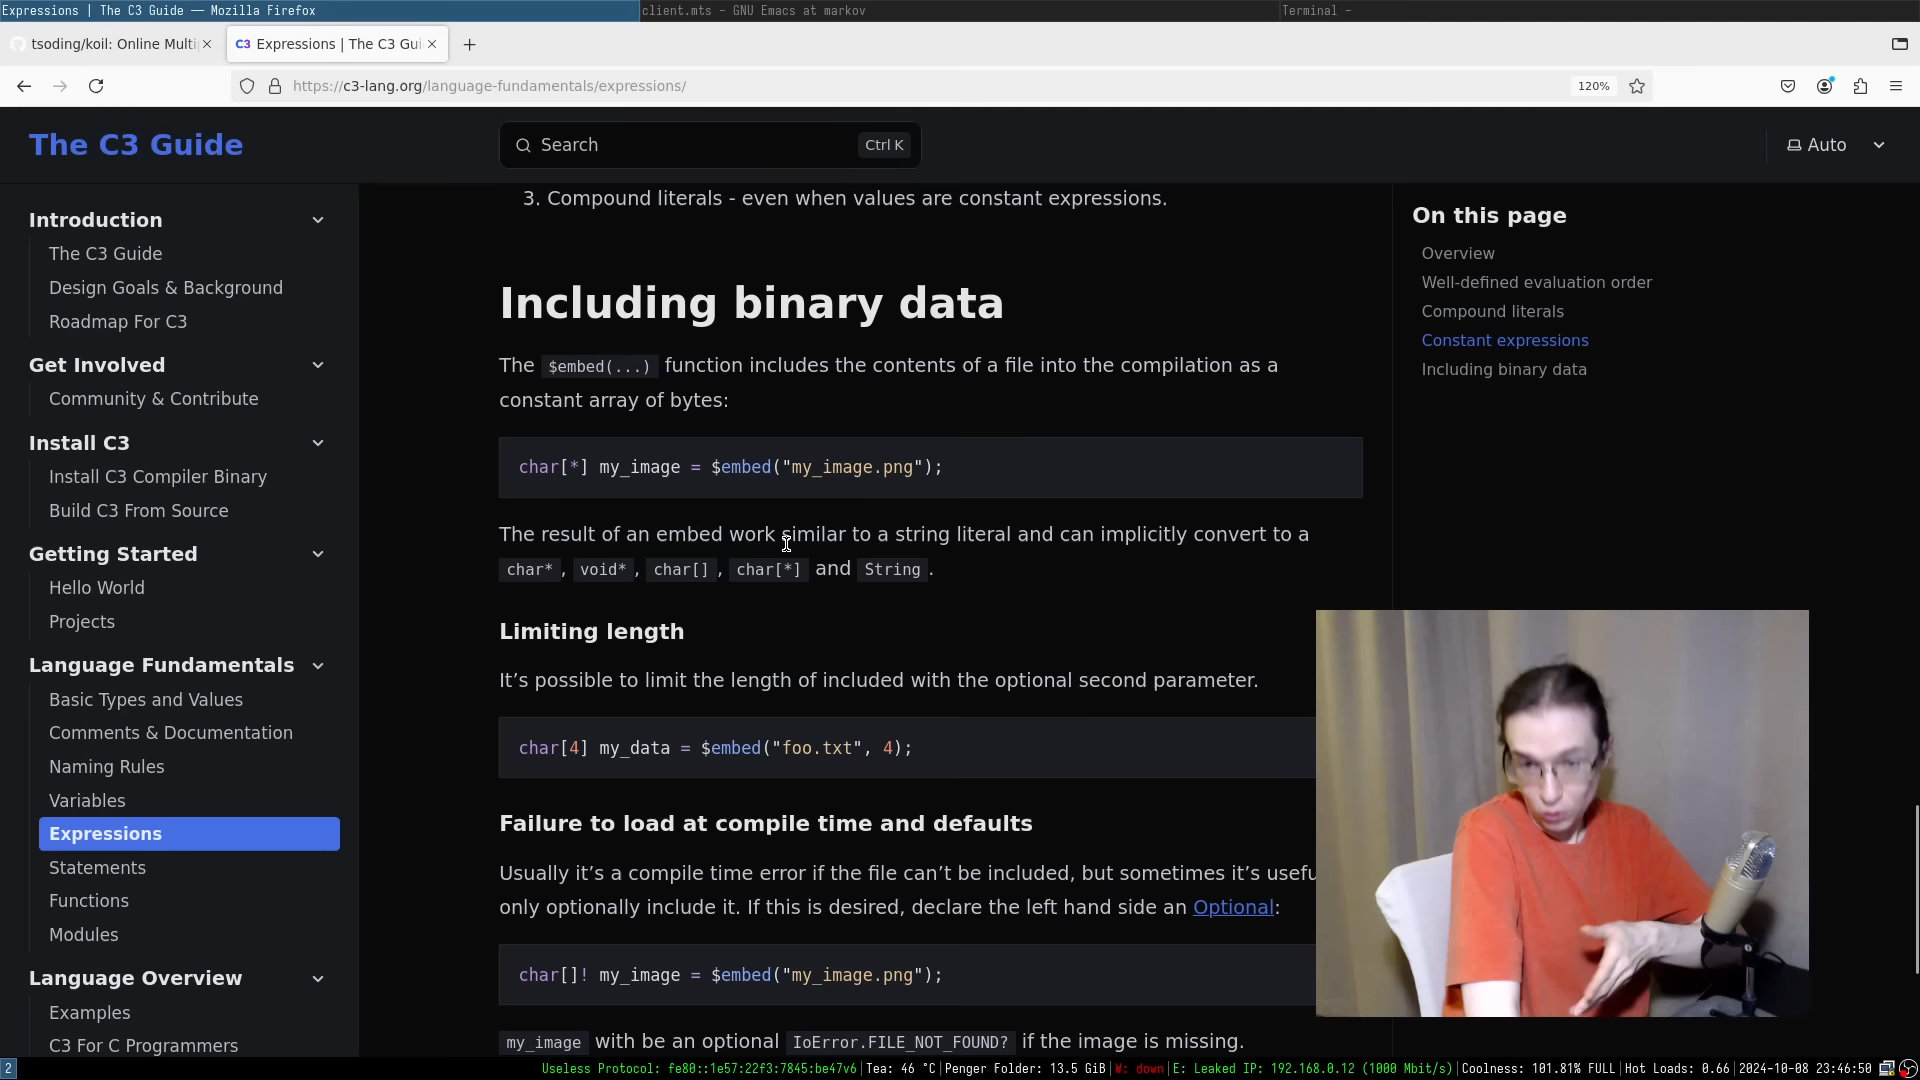 Expressions | The C3 Guide — Mozilla Firefox
client.mts - GNU Emacs at markov
Terminal -
tsoding/koil: Online Multi
C3 Expressions | The C3 Gui
https://c3-lang.org/language-fundamentals/expressions/
120%
The C3 Guide
Search
Ctrl K
Auto
Introduction
The C3 Guide
Design Goals & Background
Roadmap For C3
Get Involved
Community & Contribute
Install C3
Install C3 Compiler Binary
Build C3 From Source
Getting Started
Hello World
Projects
Language Fundamentals
Basic Types and Values
Comments & Documentation
Naming Rules
Variables
Expressions
Statements
Functions
Modules
Language Overview
Examples
C3 For C Programmers
3. Compound literals - even when values are constant expressions.
Including binary data
The $embed(...) function includes the contents of a file into the compilation as a
constant array of bytes:
char[*] my_image = $embed("my_image.png");
The result of an embed work similar to a string literal and can implicitly convert to a
char*, void*, char[], char[*] and String.
Limiting length
It’s possible to limit the length of included with the optional second parameter.
char[4] my_data = $embed("foo.txt", 4);
Failure to load at compile time and defaults
Usually it’s a compile time error if the file can’t be included, but sometimes it’s usefu
only optionally include it. If this is desired, declare the left hand side an Optional:
char[]! my_image = $embed("my_image.png");
my_image with be an optional IoError.FILE_NOT_FOUND? if the image is missing.
On this page
Overview
Well-defined evaluation order
Compound literals
Constant expressions
Including binary data
2
Useless Protocol: fe80::1e57:22f3:7845:be47v6|Tea: 46 °C|Penger Folder: 13.5 GiB|W: down|E: Leaked IP: 192.168.0.12 (1000 Mbit/s)|Coolness: 101.81% FULL|Hot Loads: 0.66|2024-10-08 23:46:50